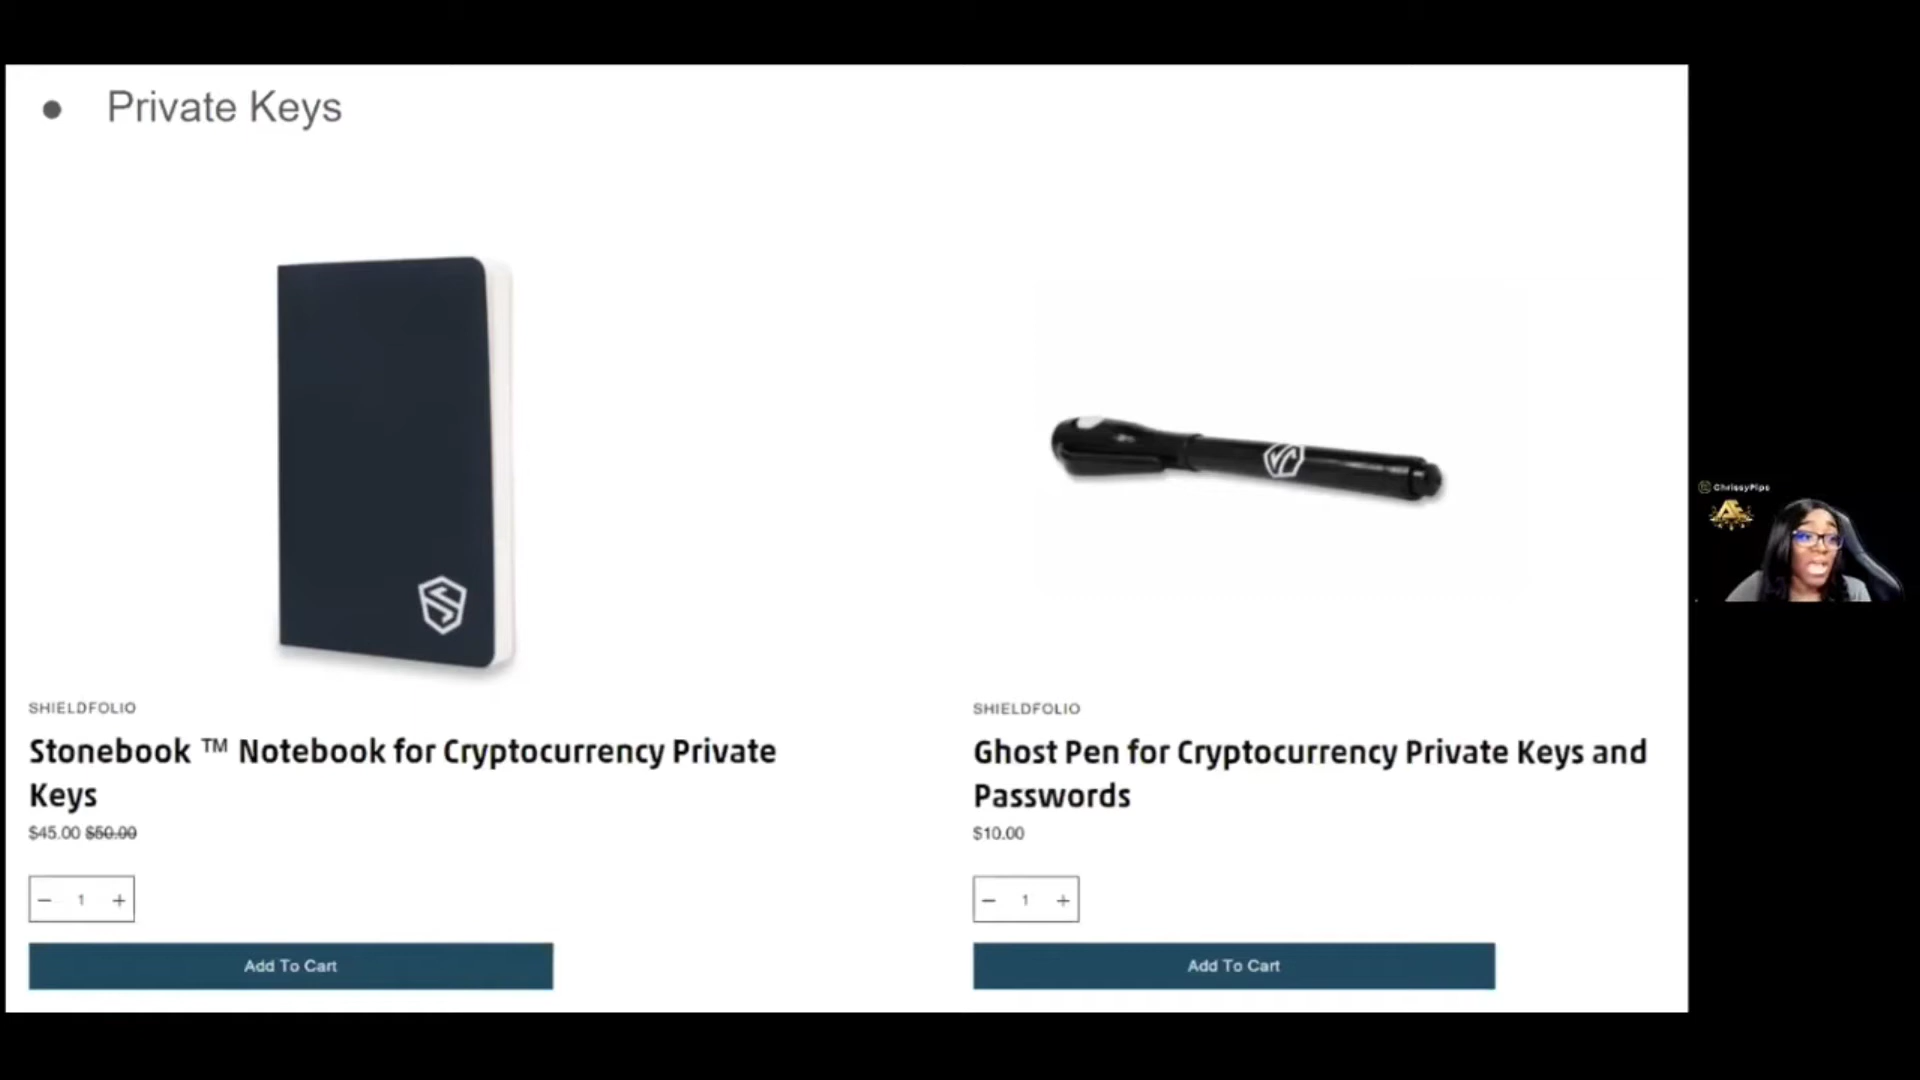 ● Private Keys
SHIELDFOLIO
Stonebook ™ Notebook for Cryptocurrency Private
Keys
$45.00 $50.00
− 1 +
Add To Cart
SHIELDFOLIO
Ghost Pen for Cryptocurrency Private Keys and
Passwords
$10.00
− 1 +
Add To Cart
ChrissyPips